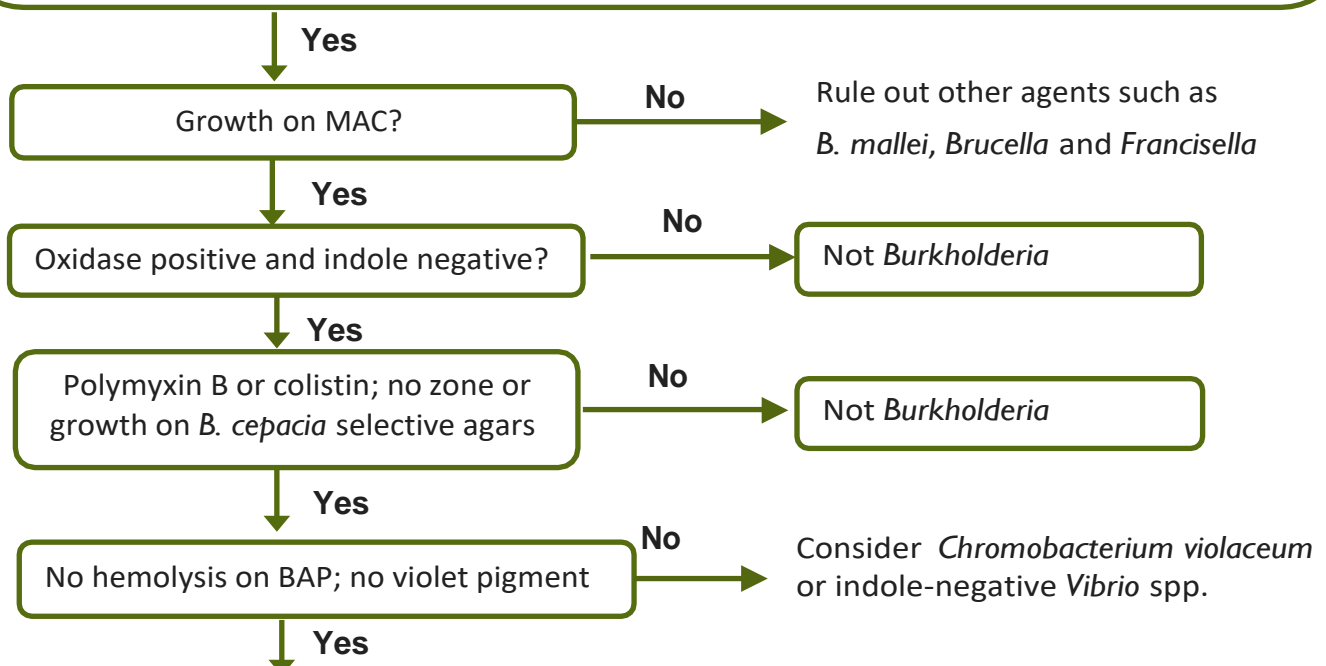 Yes
Growth on MAC?
No
Rule out other agents such as
B. mallei, Brucella and Francisella
Yes
Oxidase positive and indole negative?
No
Not Burkholderia
Yes
Polymyxin B or colistin; no zone or
growth on B. cepacia selective agars
No
Not Burkholderia
Yes
No hemolysis on BAP; no violet pigment
No
Consider Chromobacterium violaceum
or indole-negative Vibrio spp.
Yes